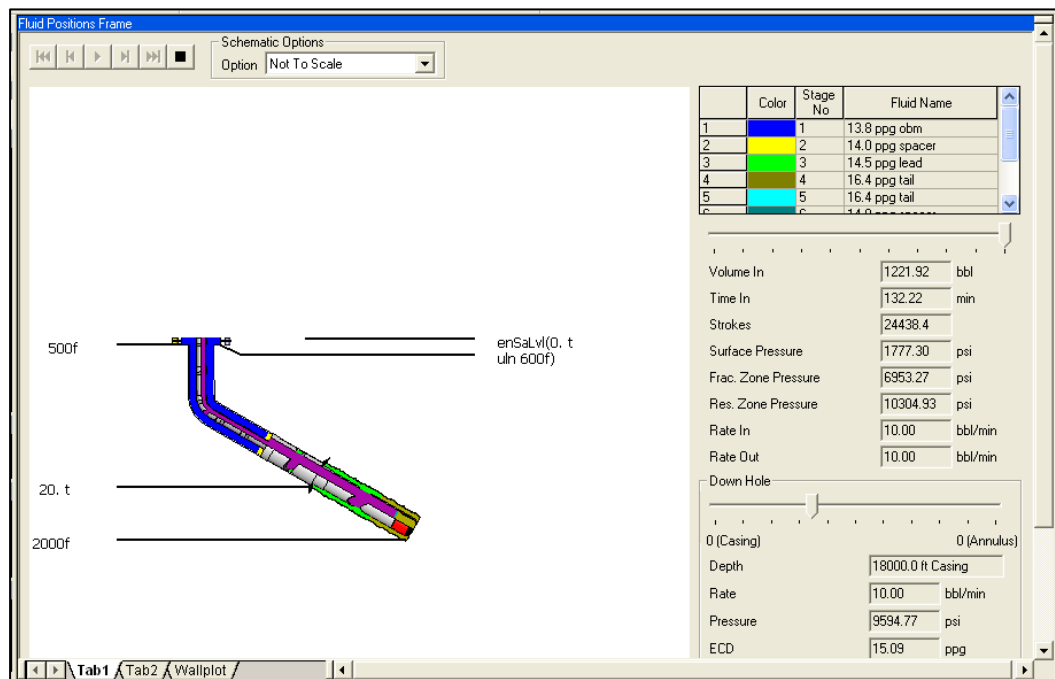 Fluid Positions Frame
Schematic Options
Option Not To Scale
Color Stage No Fluid Name
1 1 13.8 ppg obm
2 2 14.0 ppg spacer
3 3 14.5 ppg lead
4 4 16.4 ppg tail
5 5 16.4 ppg tail
Volume In 1221.92 bbl
Time In 132.22 min
Strokes 24438.4
Surface Pressure 1777.30 psi
Frac. Zone Pressure 6953.27 psi
Res. Zone Pressure 10304.93 psi
Rate In 10.00 bbl/min
Rate Out 10.00 bbl/min
500f
enSaLvl(0. t
uln 600f)
20. t
2000f
Down Hole
0 (Casing) 0 (Annulus)
Depth 18000.0 ft Casing
Rate 10.00 bbl/min
Pressure 9594.77 psi
ECD 15.09 ppg
Tab1 Tab2 Wallplot